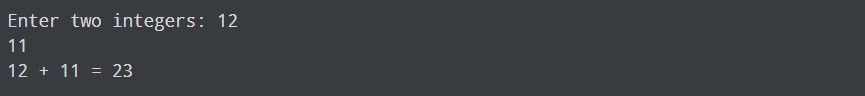 Enter two integers: 12
11
12 + 11 = 23